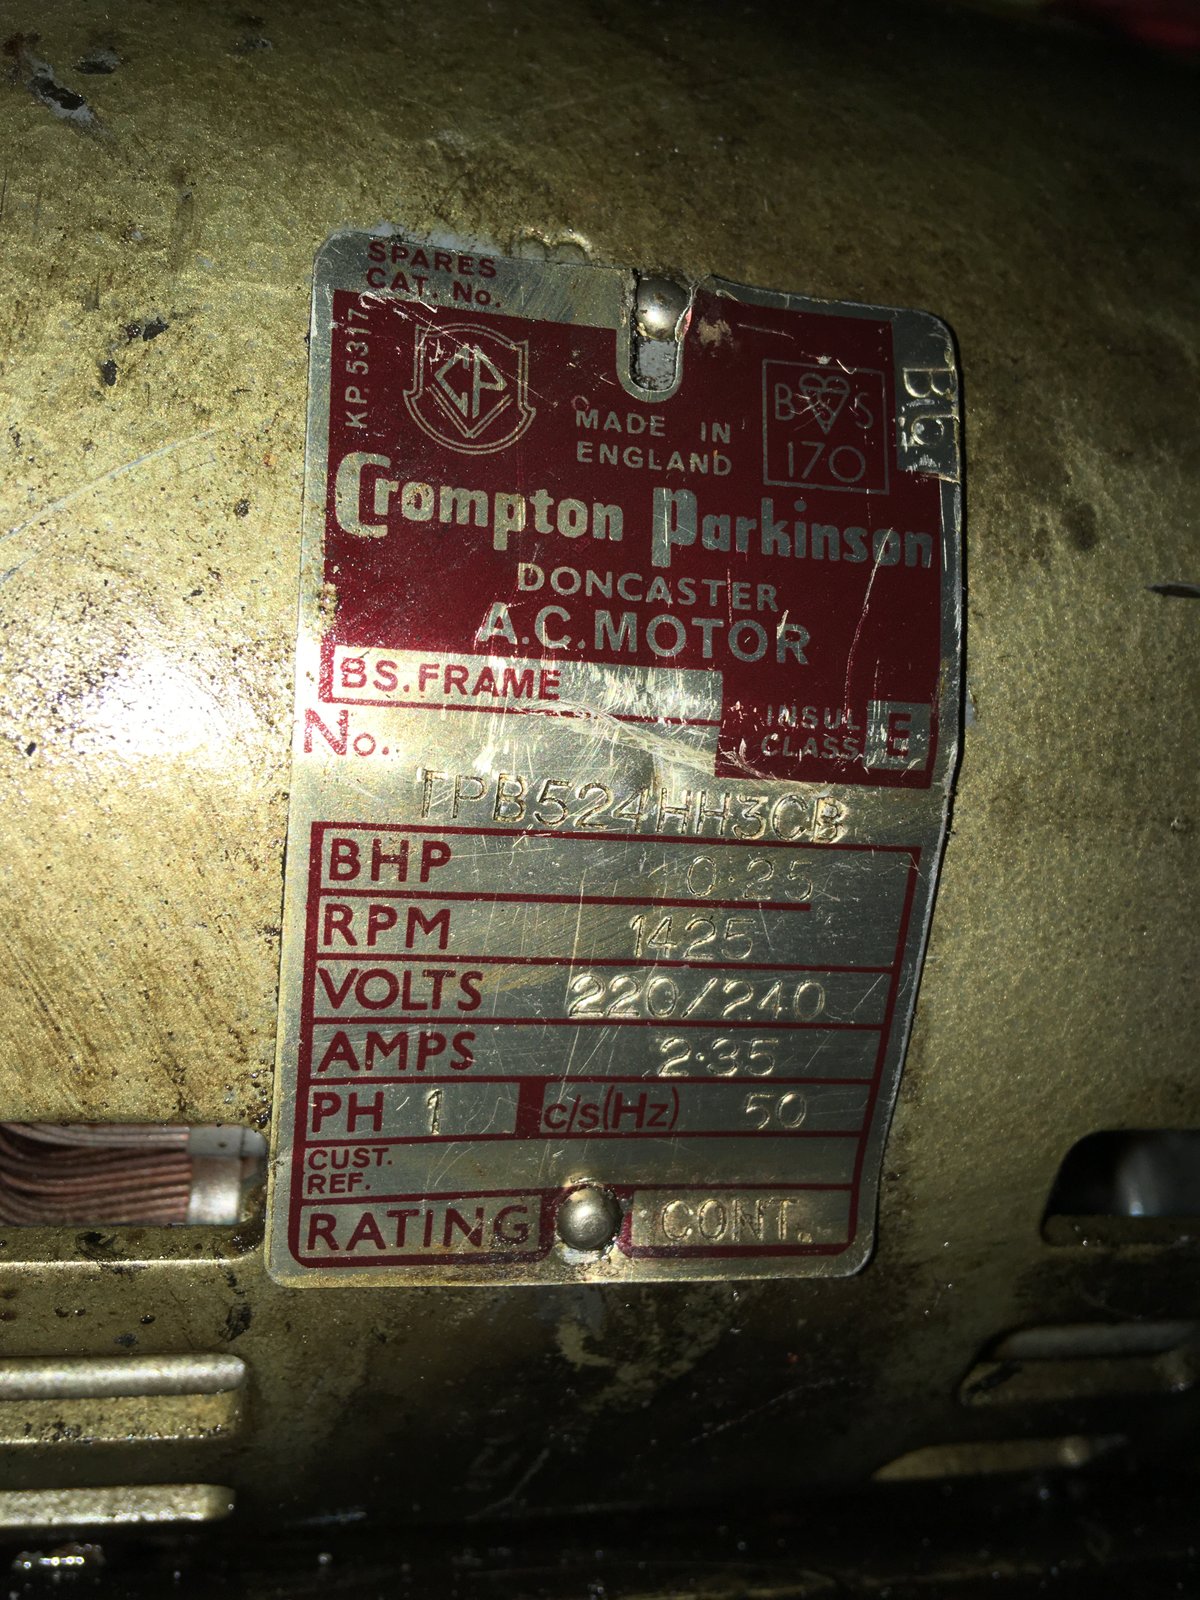 SPARES
CAT. No.
KP. 5317
CP
MADE IN
ENGLAND
B S
170
Crompton Parkinson
DONCASTER
A.C. MOTOR
BS. FRAME
INSUL
CLASS E
No.
TPB524HH3CB
BHP 0.25
RPM 1425
VOLTS 220/240
AMPS 2.35
PH 1 c/s(Hz) 50
CUST.
REF.
RATING CONT.